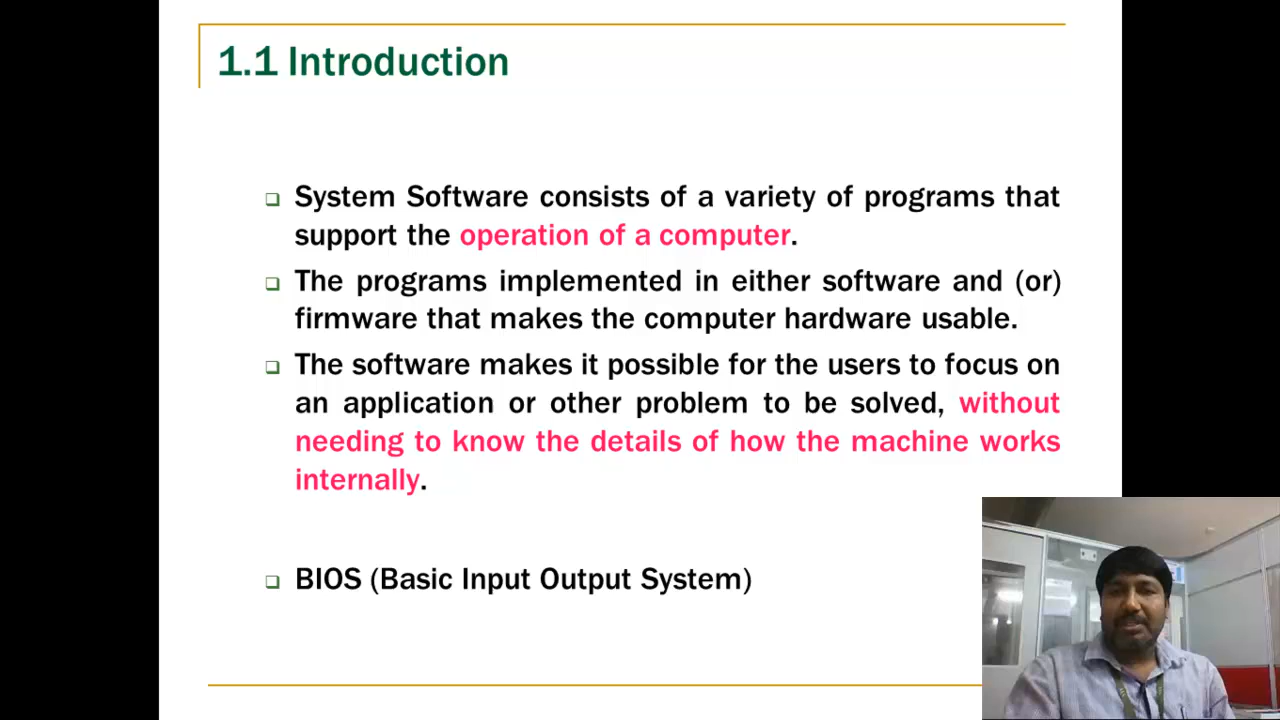 1.1 Introduction
System Software consists of a variety of programs that
support the operation of a computer.
The programs implemented in either software and (or)
firmware that makes the computer hardware usable.
The software makes it possible for the users to focus on
an application or other problem to be solved, without
needing to know the details of how the machine works
internally.
BIOS (Basic Input Output System)